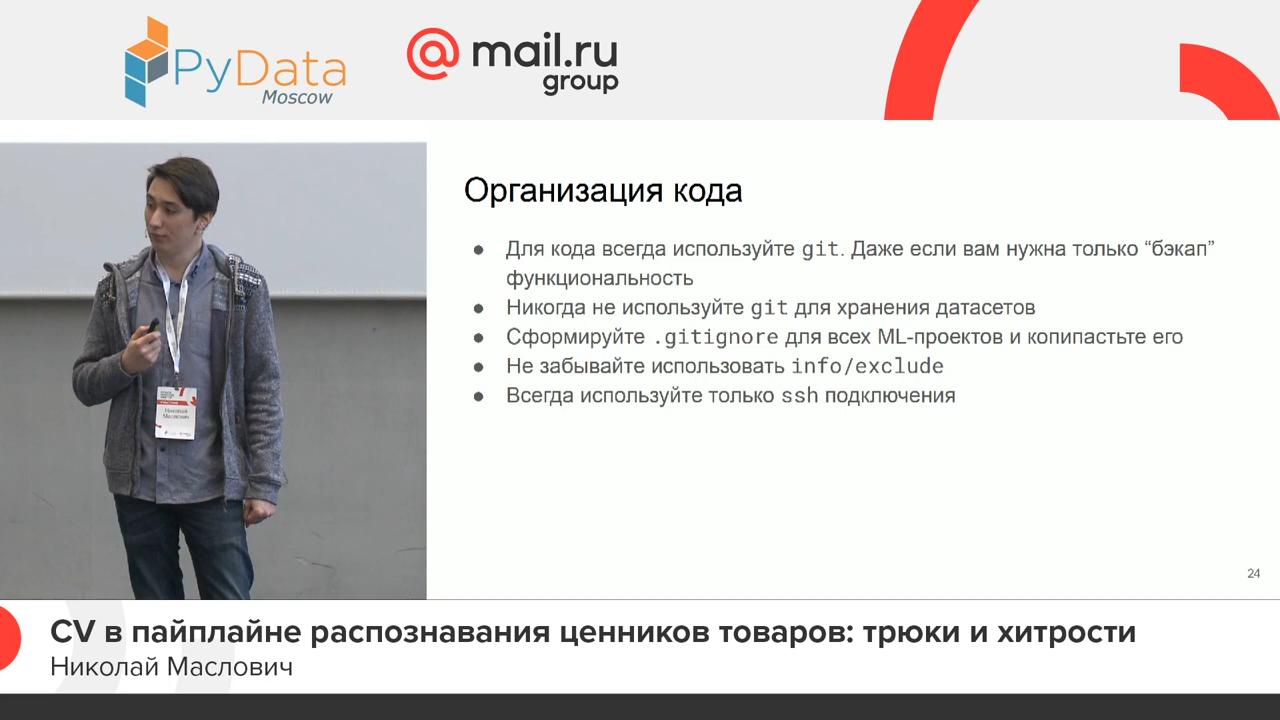 PyData
Moscow
@mail.ru
group
Организация кода
● Для кода всегда используйте git. Даже если вам нужна только “бэкап”
функциональность
● Никогда не используйте git для хранения датасетов
● Сформируйте .gitignore для всех ML-проектов и копипастьте его
● Не забывайте использовать info/exclude
● Всегда используйте только ssh подключения
Николай
Маслович
24
CV в пайплайне распознавания ценников товаров: трюки и хитрости
Николай Маслович